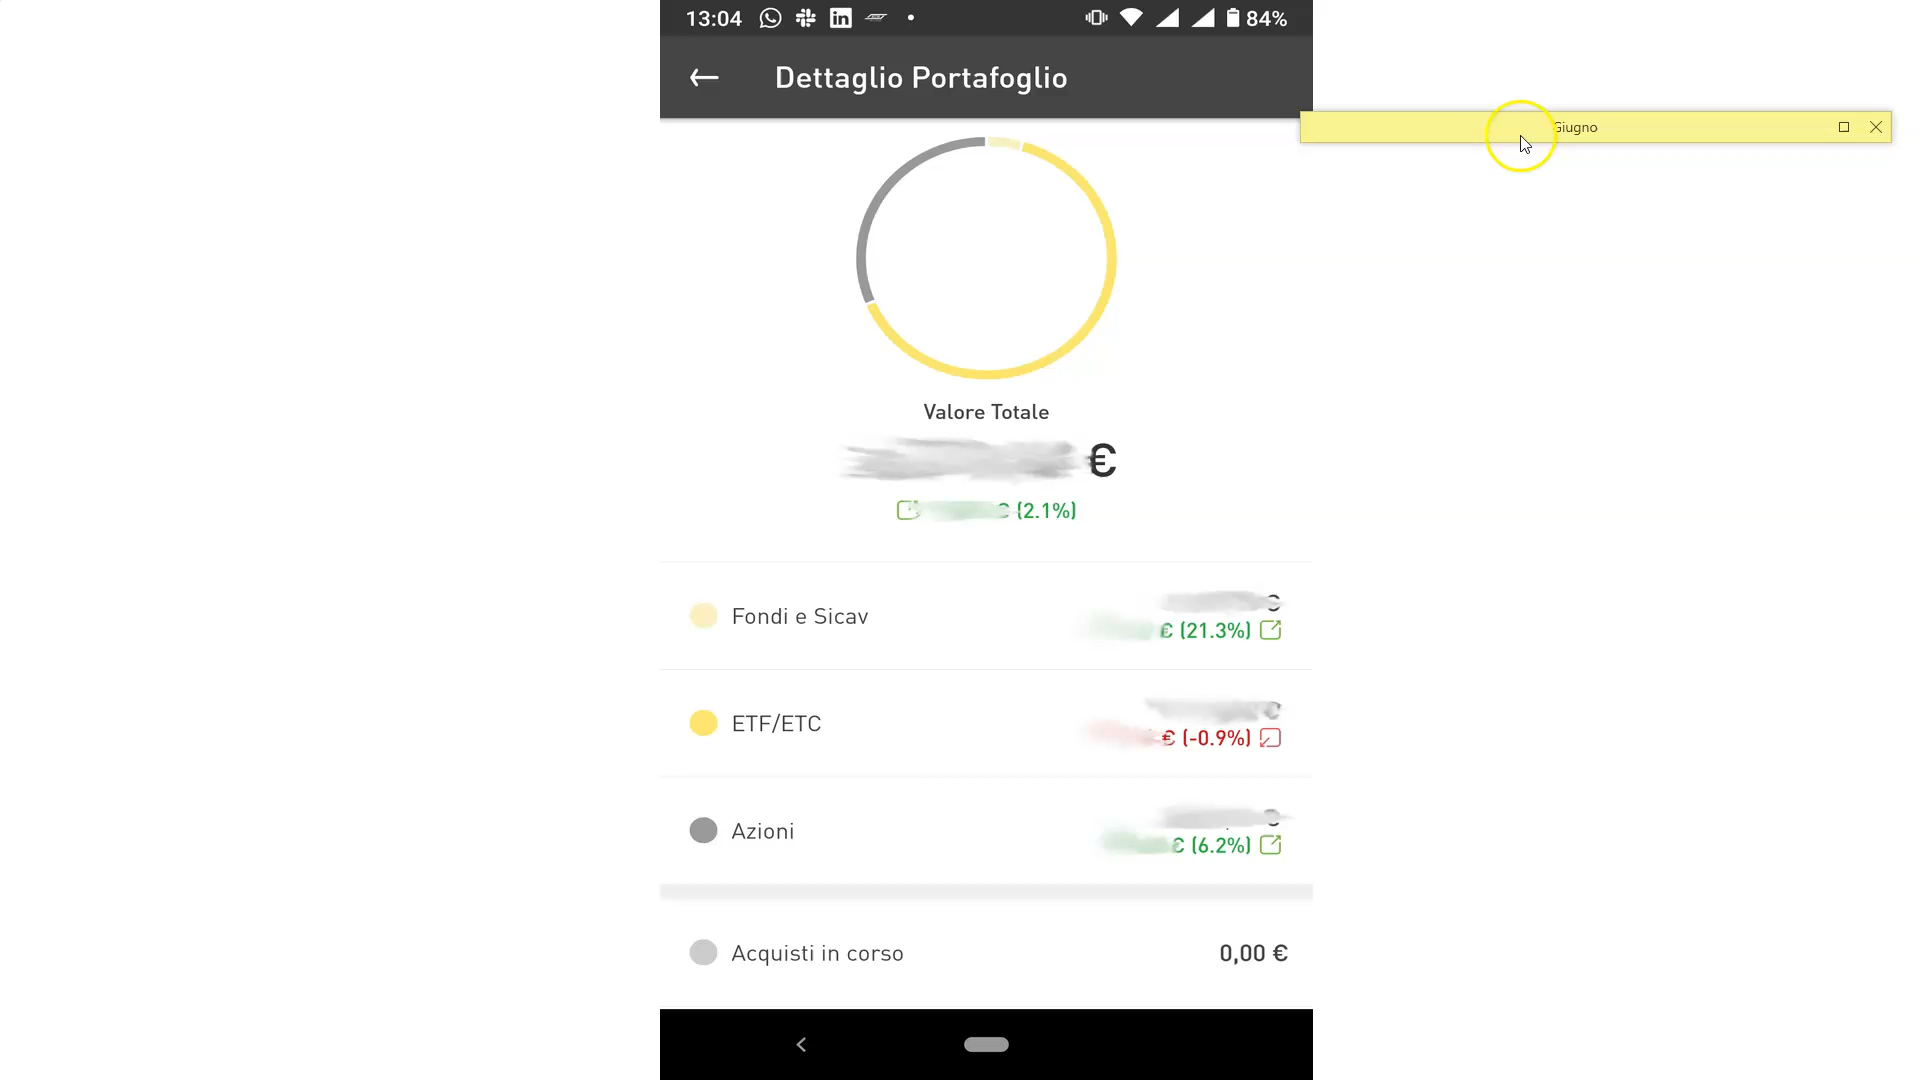 13:04
84%
Dettaglio Portafoglio
Giugno
Valore Totale
€
€ (2.1%)
Fondi e Sicav
€
€ (21.3%)
ETF/ETC
€
€ (-0.9%)
Azioni
€
€ (6.2%)
Acquisti in corso
0,00 €